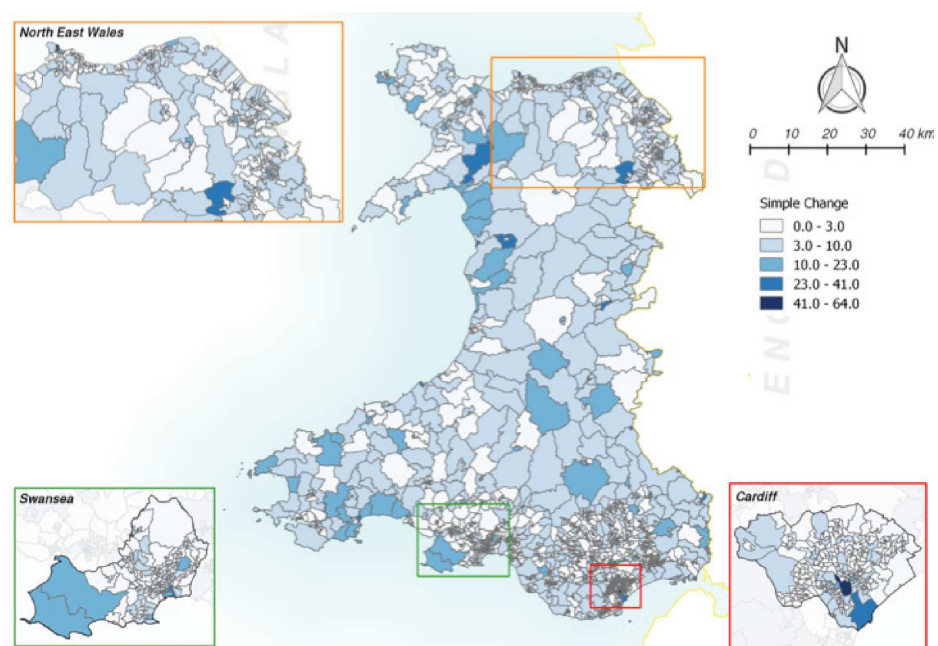 North East Wales
N
0 10 20 30 40 km
Simple Change
0.0 - 3.0
3.0 - 10.0
10.0 - 23.0
23.0 - 41.0
41.0 - 64.0
Swansea
Cardiff